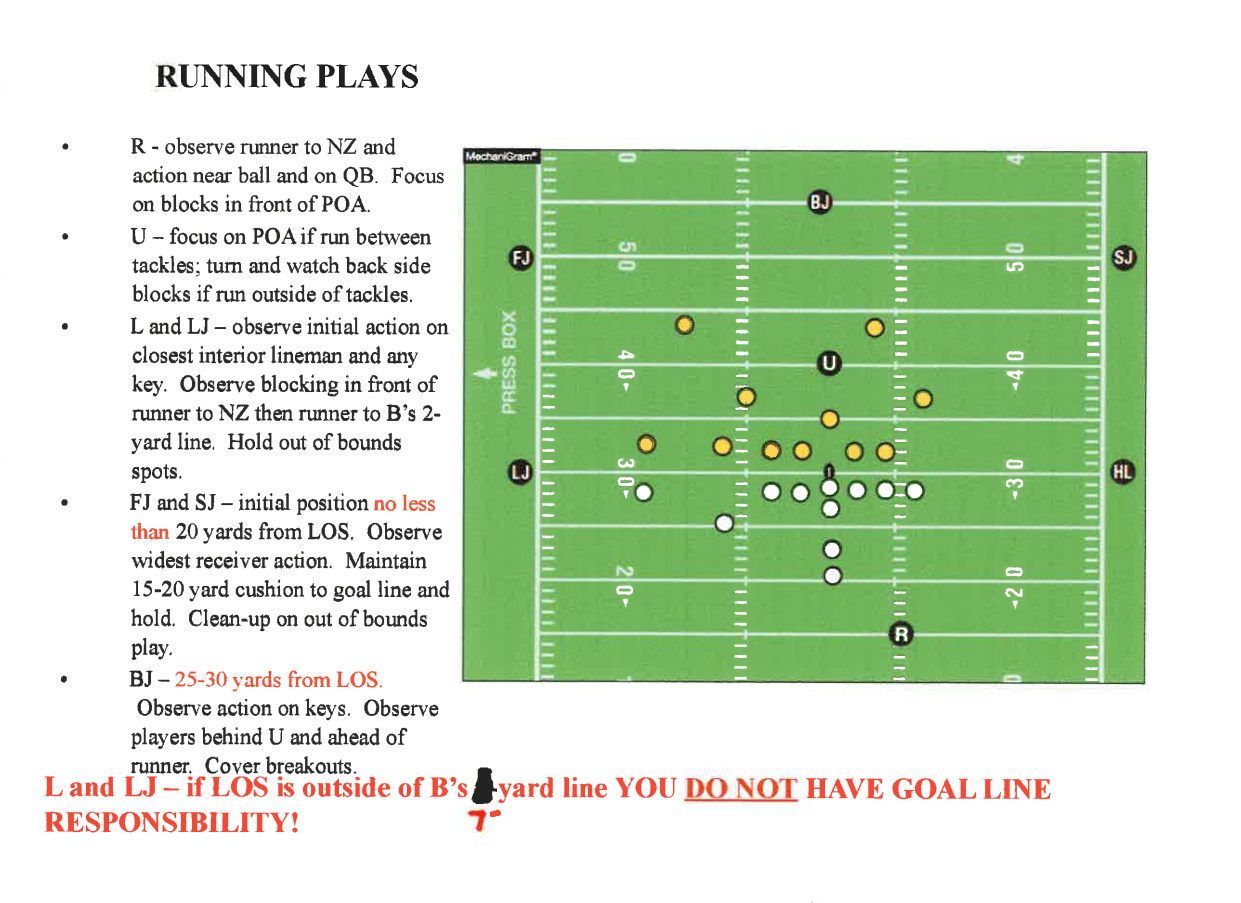 RUNNING PLAYS
• R - observe runner to NZ and
action near ball and on QB. Focus
on blocks in front of POA.
• U – focus on POA if run between
tackles; turn and watch back side
blocks if run outside of tackles.
• L and LJ – observe initial action on
closest interior lineman and any
key. Observe blocking in front of
runner to NZ then runner to B's 2-
yard line. Hold out of bounds
spots.
• FJ and SJ – initial position no less
than 20 yards from LOS. Observe
widest receiver action. Maintain
15-20 yard cushion to goal line and
hold. Clean-up on out of bounds
play.
• BJ – 25-30 yards from LOS.
Observe action on keys. Observe
players behind U and ahead of
runner. Cover breakouts.
L and LJ – if LOS is outside of B's yard line YOU DO NOT HAVE GOAL LINE
7-
RESPONSIBILITY!
MechaniGram®
0 4
BJ
FJ 50 50 SJ
PRESS BOX
U
40 40
LJ 30 30 HL
20 20
R
1 0